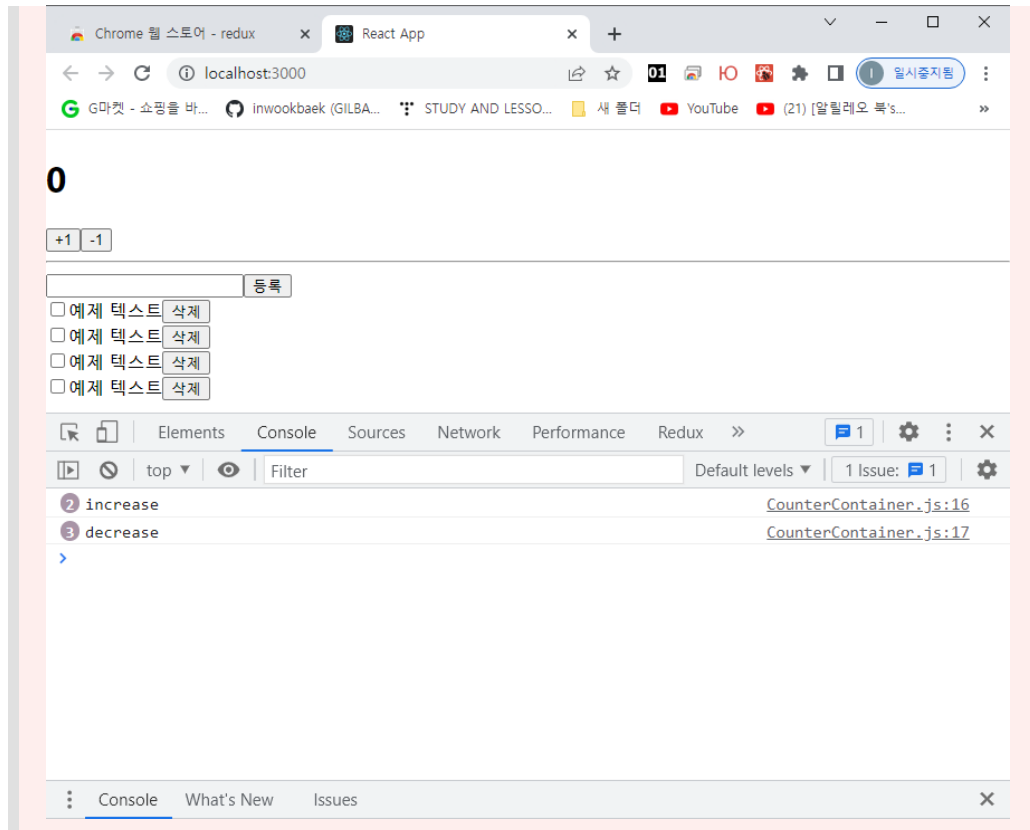 Chrome 웹 스토어 - redux
React App
localhost:3000
01
Ю
I 일시중지됨
G마켓 - 쇼핑을 바... inwookbaek (GILBA... STUDY AND LESSO... 새 폴더 YouTube (21) [알릴레오 북's... »
0
+1 -1
등록
예제 텍스트 삭제
예제 텍스트 삭제
예제 텍스트 삭제
예제 텍스트 삭제
Elements Console Sources Network Performance Redux » 1
top ▼ Filter Default levels ▼ 1 Issue: 1
2 increase CounterContainer.js:16
3 decrease CounterContainer.js:17
>
Console What's New Issues